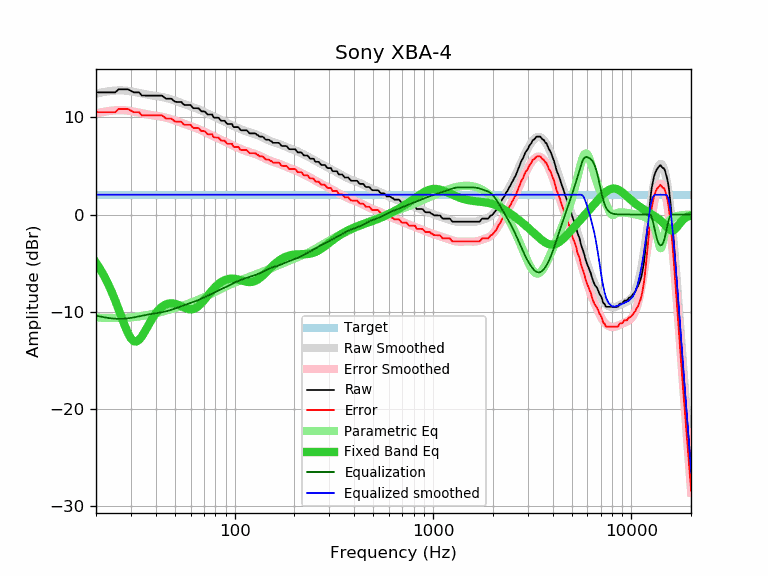 Sony XBA-4
Amplitude (dBr)
10
0
−10
−20
−30
Target
Raw Smoothed
Error Smoothed
Raw
Error
Parametric Eq
Fixed Band Eq
Equalization
Equalized smoothed
100
1000
10000
Frequency (Hz)